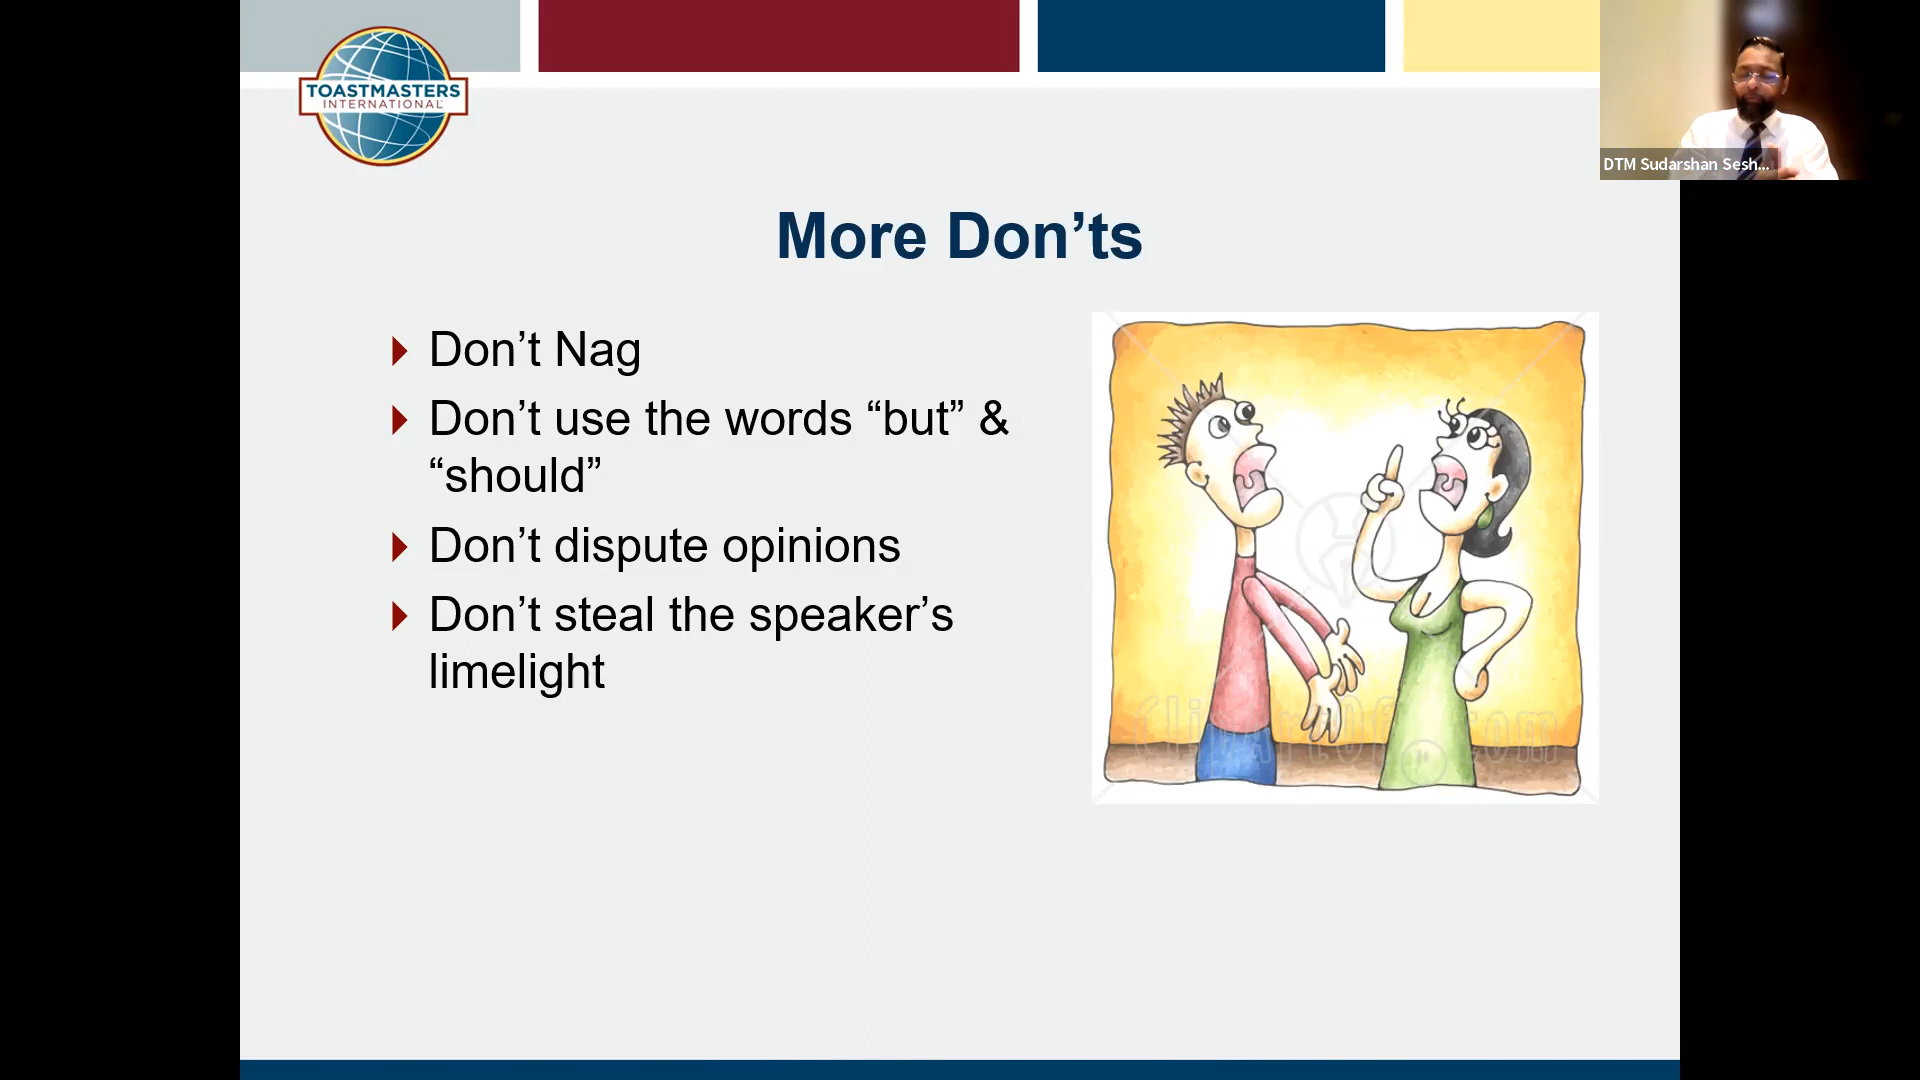 TOASTMASTERS
INTERNATIONAL
DTM Sudarshan Sesh...
More Don’ts
Don’t Nag
Don’t use the words “but” &
“should”
Don’t dispute opinions
Don’t steal the speaker’s
limelight